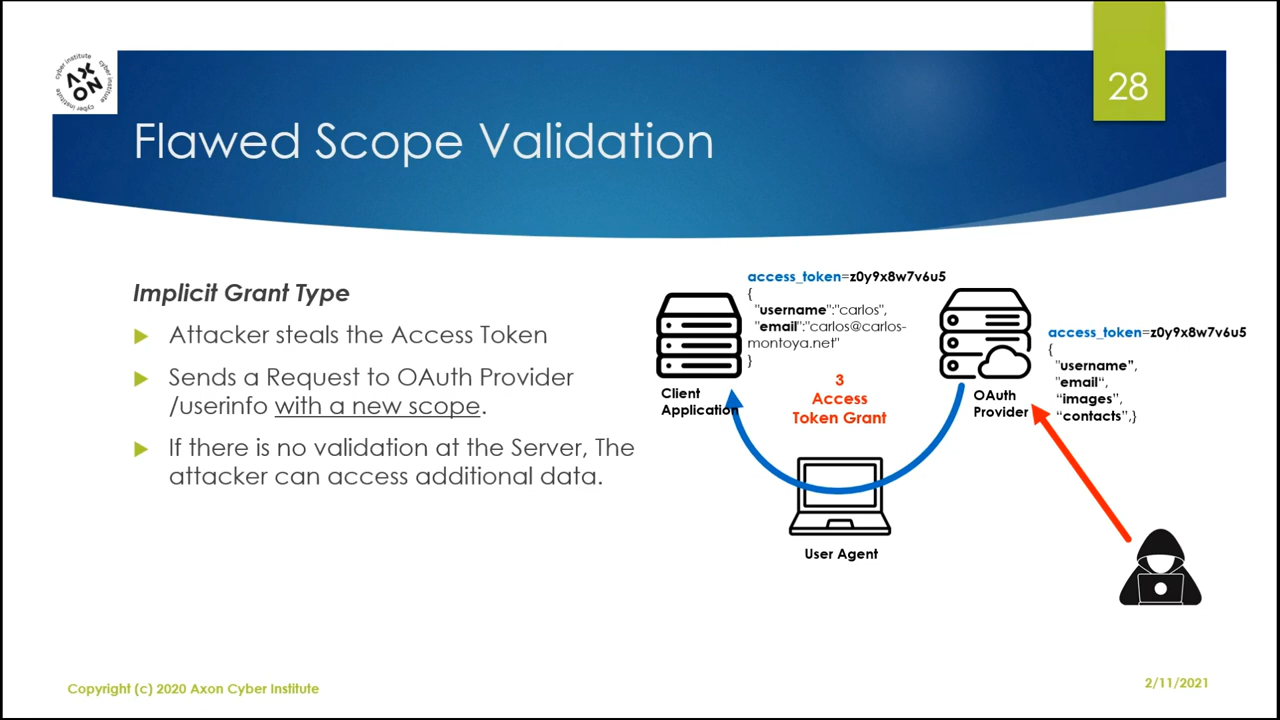 cyber institute
AXON
28
Flawed Scope Validation
Implicit Grant Type
Attacker steals the Access Token
Sends a Request to OAuth Provider
/userinfo with a new scope.
If there is no validation at the Server, The
attacker can access additional data.
access_token=z0y9x8w7v6u5
{
"username":"carlos",
"email":"carlos@carlos-
montoya.net"
}
Client
Application
3
Access
Token Grant
OAuth
Provider
access_token=z0y9x8w7v6u5
{
"username",
"email“,
“images”,
“contacts”,}
User Agent
Copyright (c) 2020 Axon Cyber Institute
2/11/2021